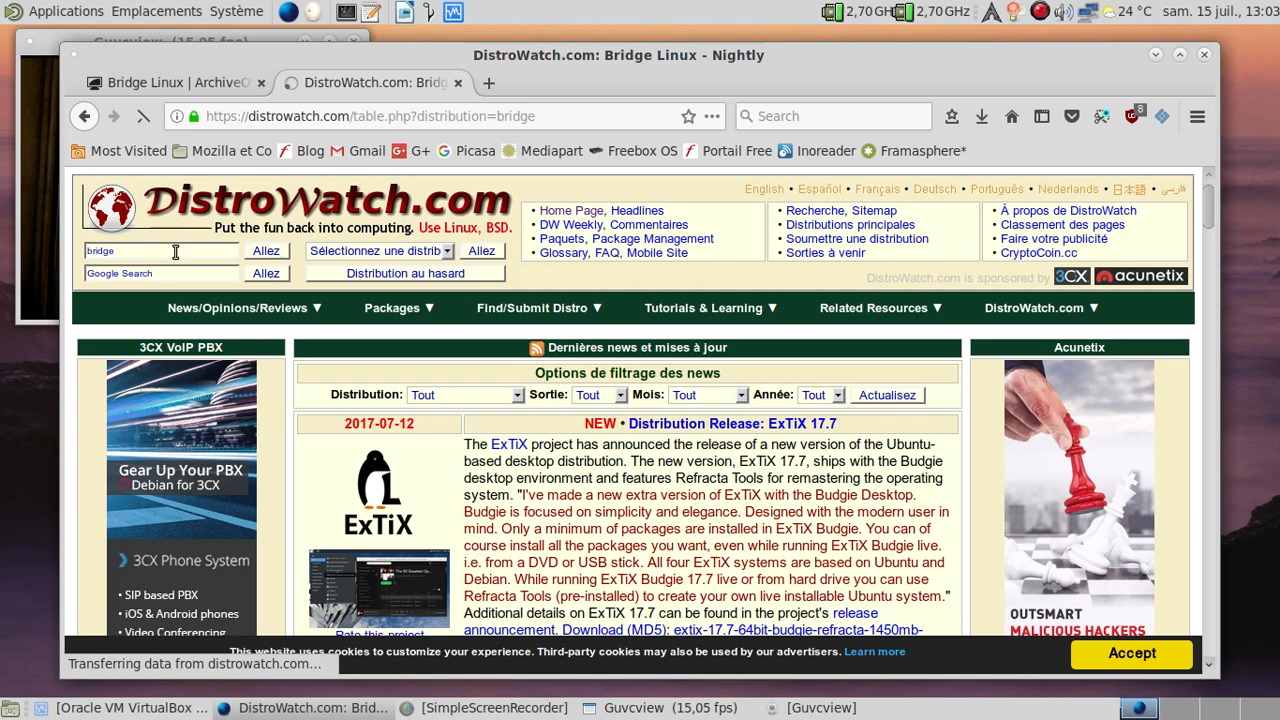 Applications Emplacements Système 2,70 GH 2,70 GHz 24 °C sam. 15 juil., 13:03
Guvcview (15,05 fps)
DistroWatch.com: Bridge Linux - Nightly
Bridge Linux | ArchiveO DistroWatch.com: Bridg
https://distrowatch.com/table.php?distribution=bridge Search 8
Most Visited Mozilla et Co Blog Gmail G+ Picasa Mediapart Freebox OS Portail Free Inoreader Framasphere*
DistroWatch.com
Put the fun back into computing. Use Linux, BSD.
English • Español • Français • Deutsch • Português • Nederlands • 日本語 • فارسی
• Home Page, Headlines
• DW Weekly, Commentaires
• Paquets, Package Management
• Glossary, FAQ, Mobile Site
• Recherche, Sitemap
• Distributions principales
• Soumettre une distribution
• Sorties à venir
• À propos de DistroWatch
• Classement des pages
• Faire votre publicité
• CryptoCoin.cc
bridge Allez Sélectionnez une distrib Allez
Google Search Allez Distribution au hasard
DistroWatch.com is sponsored by 3CX acunetix
News/Opinions/Reviews ▼ Packages ▼ Find/Submit Distro ▼ Tutorials & Learning ▼ Related Resources ▼ DistroWatch.com ▼
3CX VoIP PBX
Gear Up Your PBX
Debian for 3CX
3CX Phone System
• SIP based PBX
• iOS & Android phones
• Video Conferencing
Dernières news et mises à jour
Options de filtrage des news
Distribution: Tout Sortie: Tout Mois: Tout Année: Tout Actualisez
2017-07-12 NEW • Distribution Release: ExTiX 17.7
ExTiX
Rate this project
The ExTiX project has announced the release of a new version of the Ubuntu-
based desktop distribution. The new version, ExTiX 17.7, ships with the Budgie
desktop environment and features Refracta Tools for remastering the operating
system. "I've made a new extra version of ExTiX with the Budgie Desktop.
Budgie is focused on simplicity and elegance. Designed with the modern user in
mind. Only a minimum of packages are installed in ExTiX Budgie. You can of
course install all the packages you want, even while running ExTiX Budgie live.
i.e. from a DVD or USB stick. All four ExTiX systems are based on Ubuntu and
Debian. While running ExTiX Budgie 17.7 live or from hard drive you can use
Refracta Tools (pre-installed) to create your own live installable Ubuntu system."
Additional details on ExTiX 17.7 can be found in the project's release
announcement. Download (MD5): extix-17.7-64bit-budgie-refracta-1450mb-
Acunetix
OUTSMART
MALICIOUS HACKERS
This website uses cookies to customize your experience. Third-party cookies may also be used by our advertisers. Learn more
Accept
Transferring data from distrowatch.com…
[Oracle VM VirtualBox ... DistroWatch.com: Brid... [SimpleScreenRecorder] Guvcview (15,05 fps) [Guvcview]